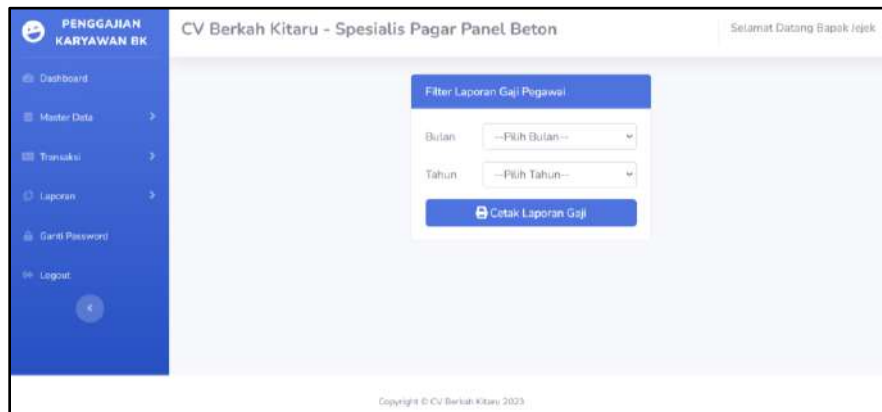 PENGGAJIAN
KARYAWAN BK
CV Berkah Kitaru - Spesialis Pagar Panel Beton
Selamat Datang Bapak Jejek
Dashboard
Master Data
Transaksi
Laporan
Ganti Password
Logout
Filter Laporan Gaji Pegawai
Bulan
--Pilih Bulan--
Tahun
--Pilih Tahun--
Cetak Laporan Gaji
Copyright © CV Berkah Kitaru 2023